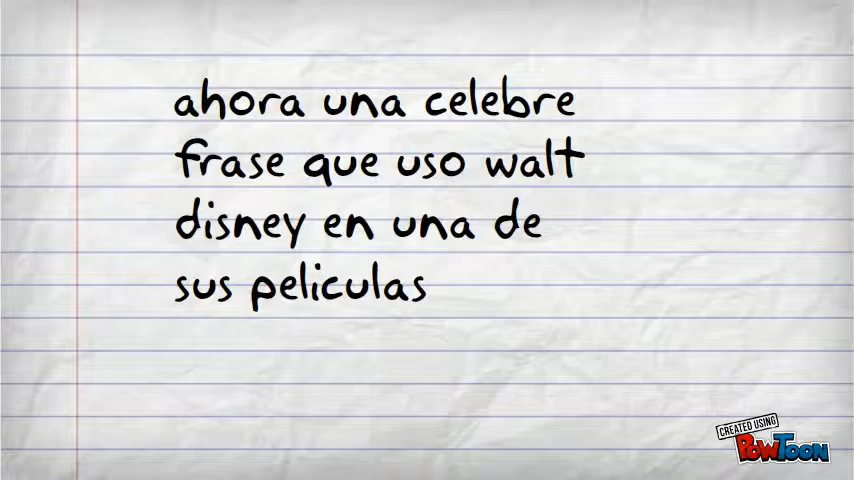 ahora una celebre
frase que uso walt
disney en una de
sus peliculas
CREATED USING
POWTOON